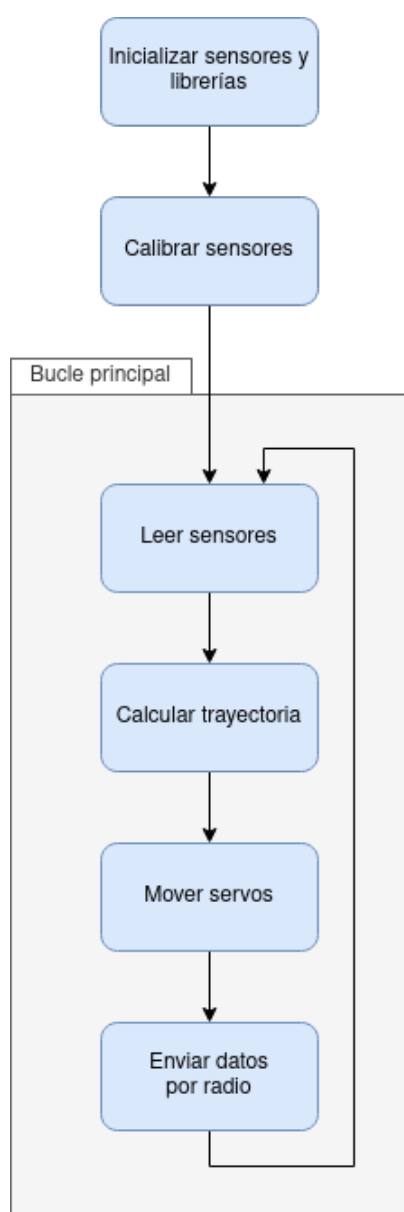 Inicializar sensores y
librerías
Calibrar sensores
Bucle principal
Leer sensores
Calcular trayectoria
Mover servos
Enviar datos
por radio